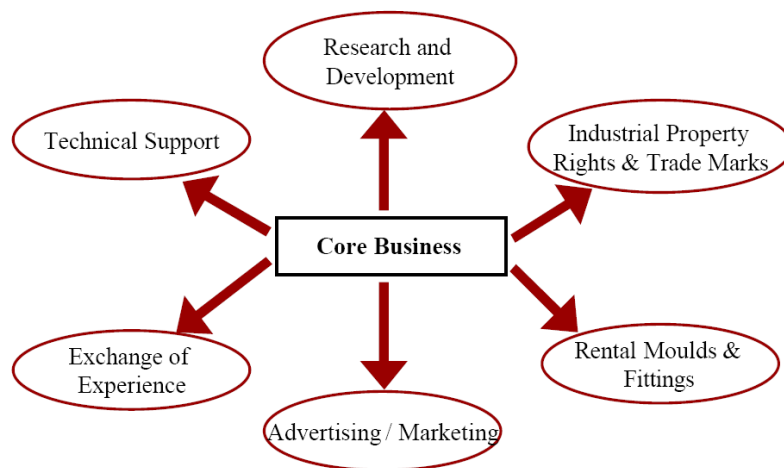 Research and
Development
Technical Support
Industrial Property
Rights & Trade Marks
Core Business
Exchange of
Experience
Rental Moulds &
Fittings
Advertising / Marketing